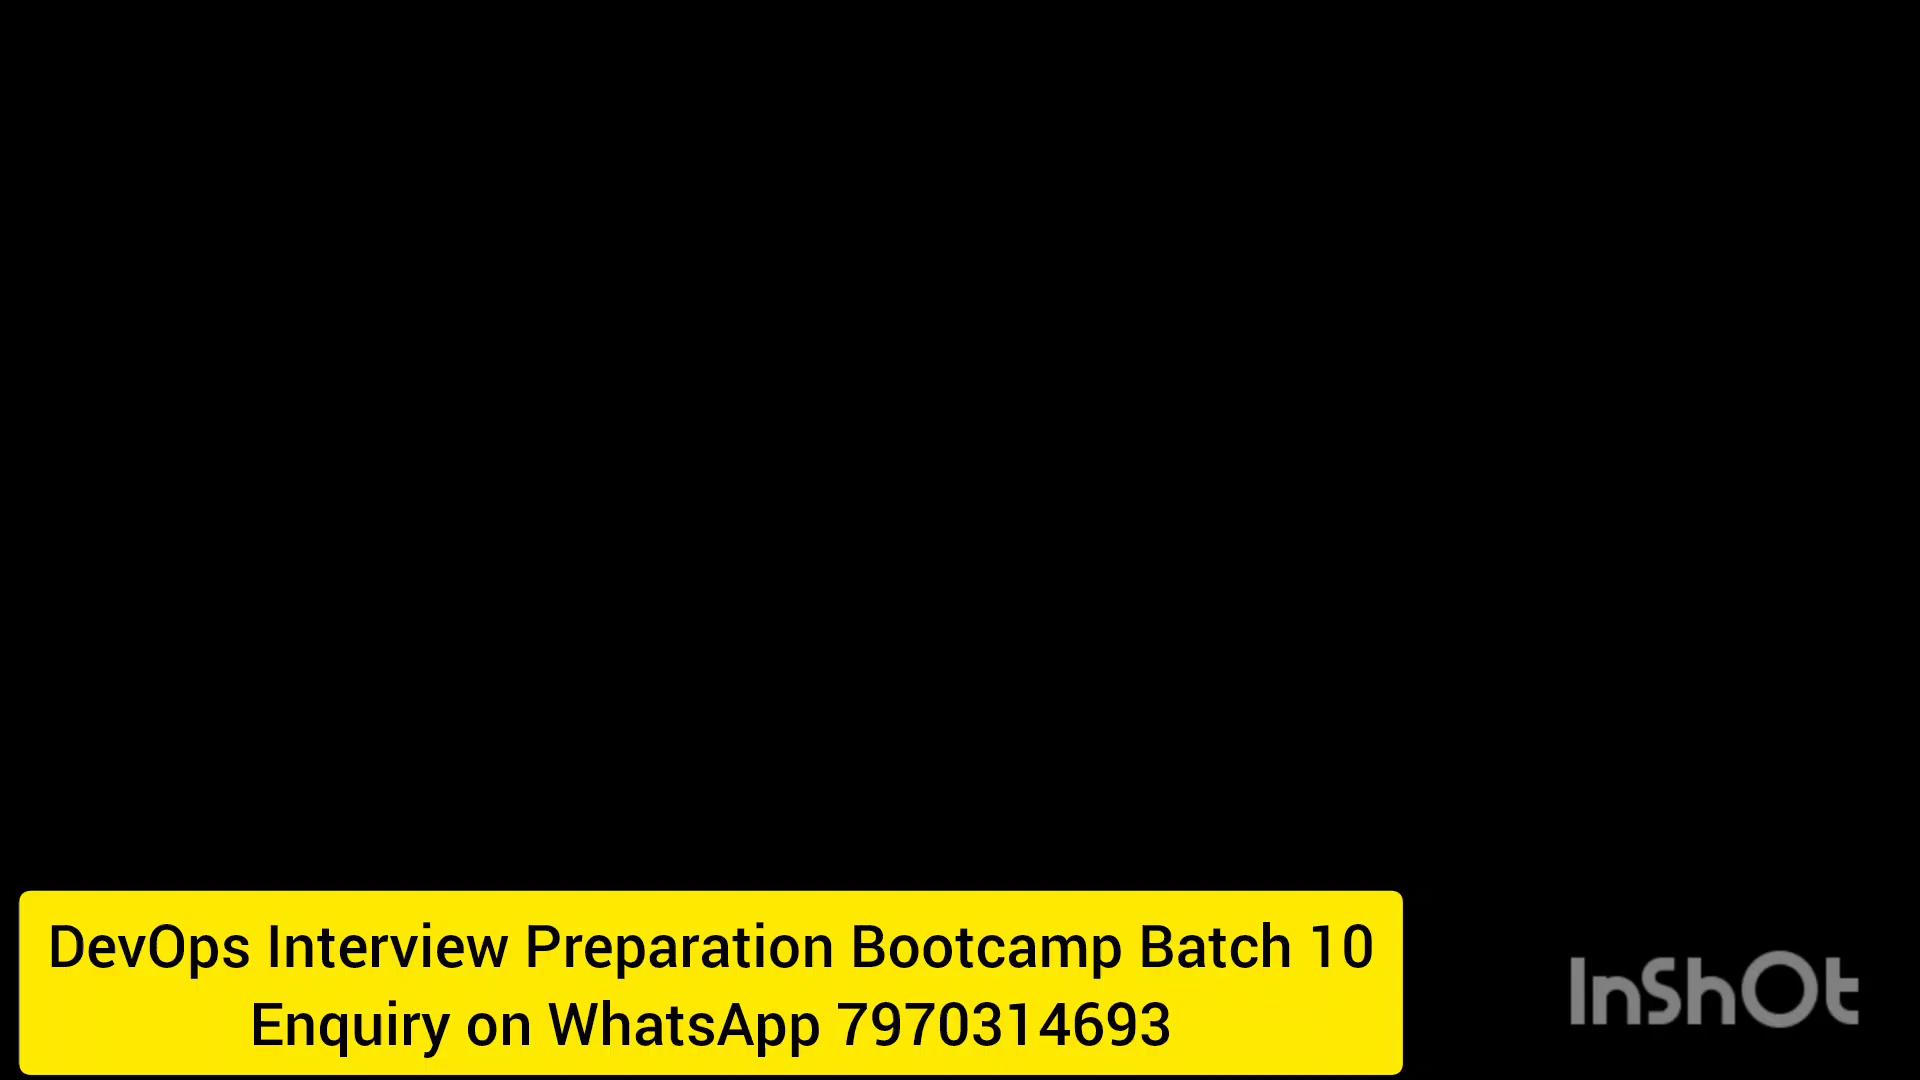 DevOps Interview Preparation Bootcamp Batch 10
Enquiry on WhatsApp 7970314693
InShOt